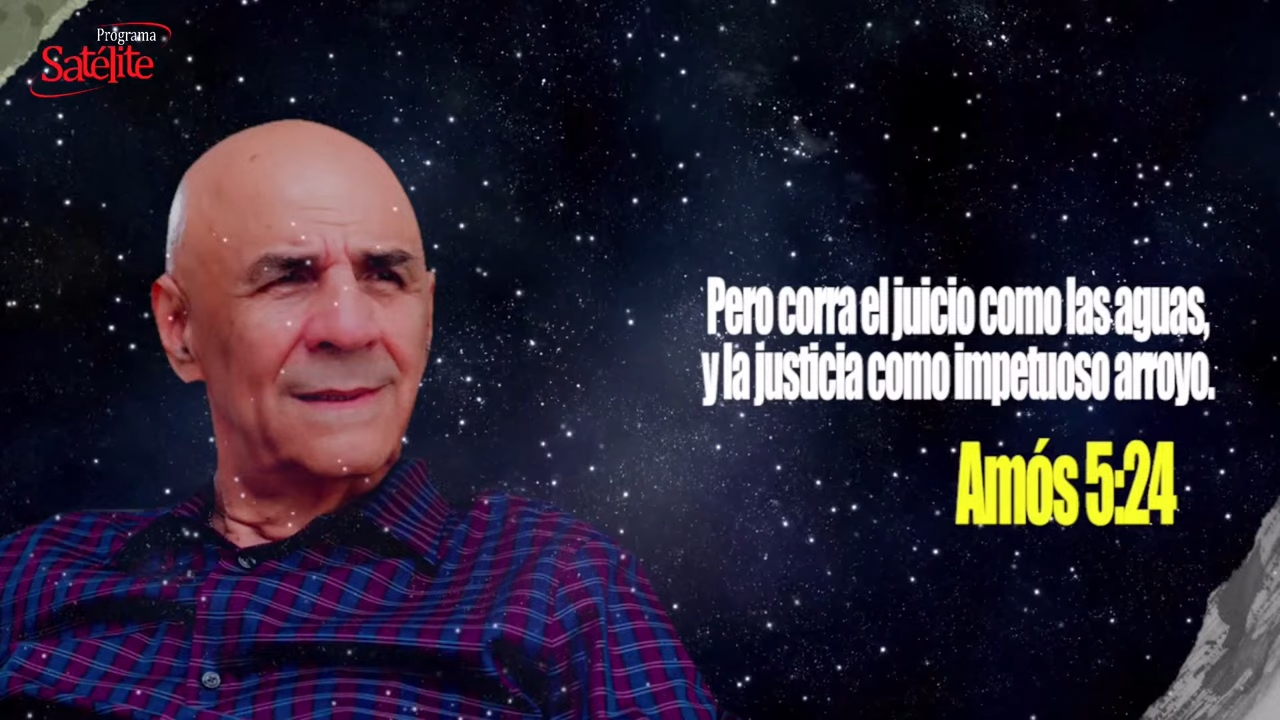 Programa
Satélite
Pero corra el juicio como las aguas,
y la justicia como impetuoso arroyo.
Amós 5:24